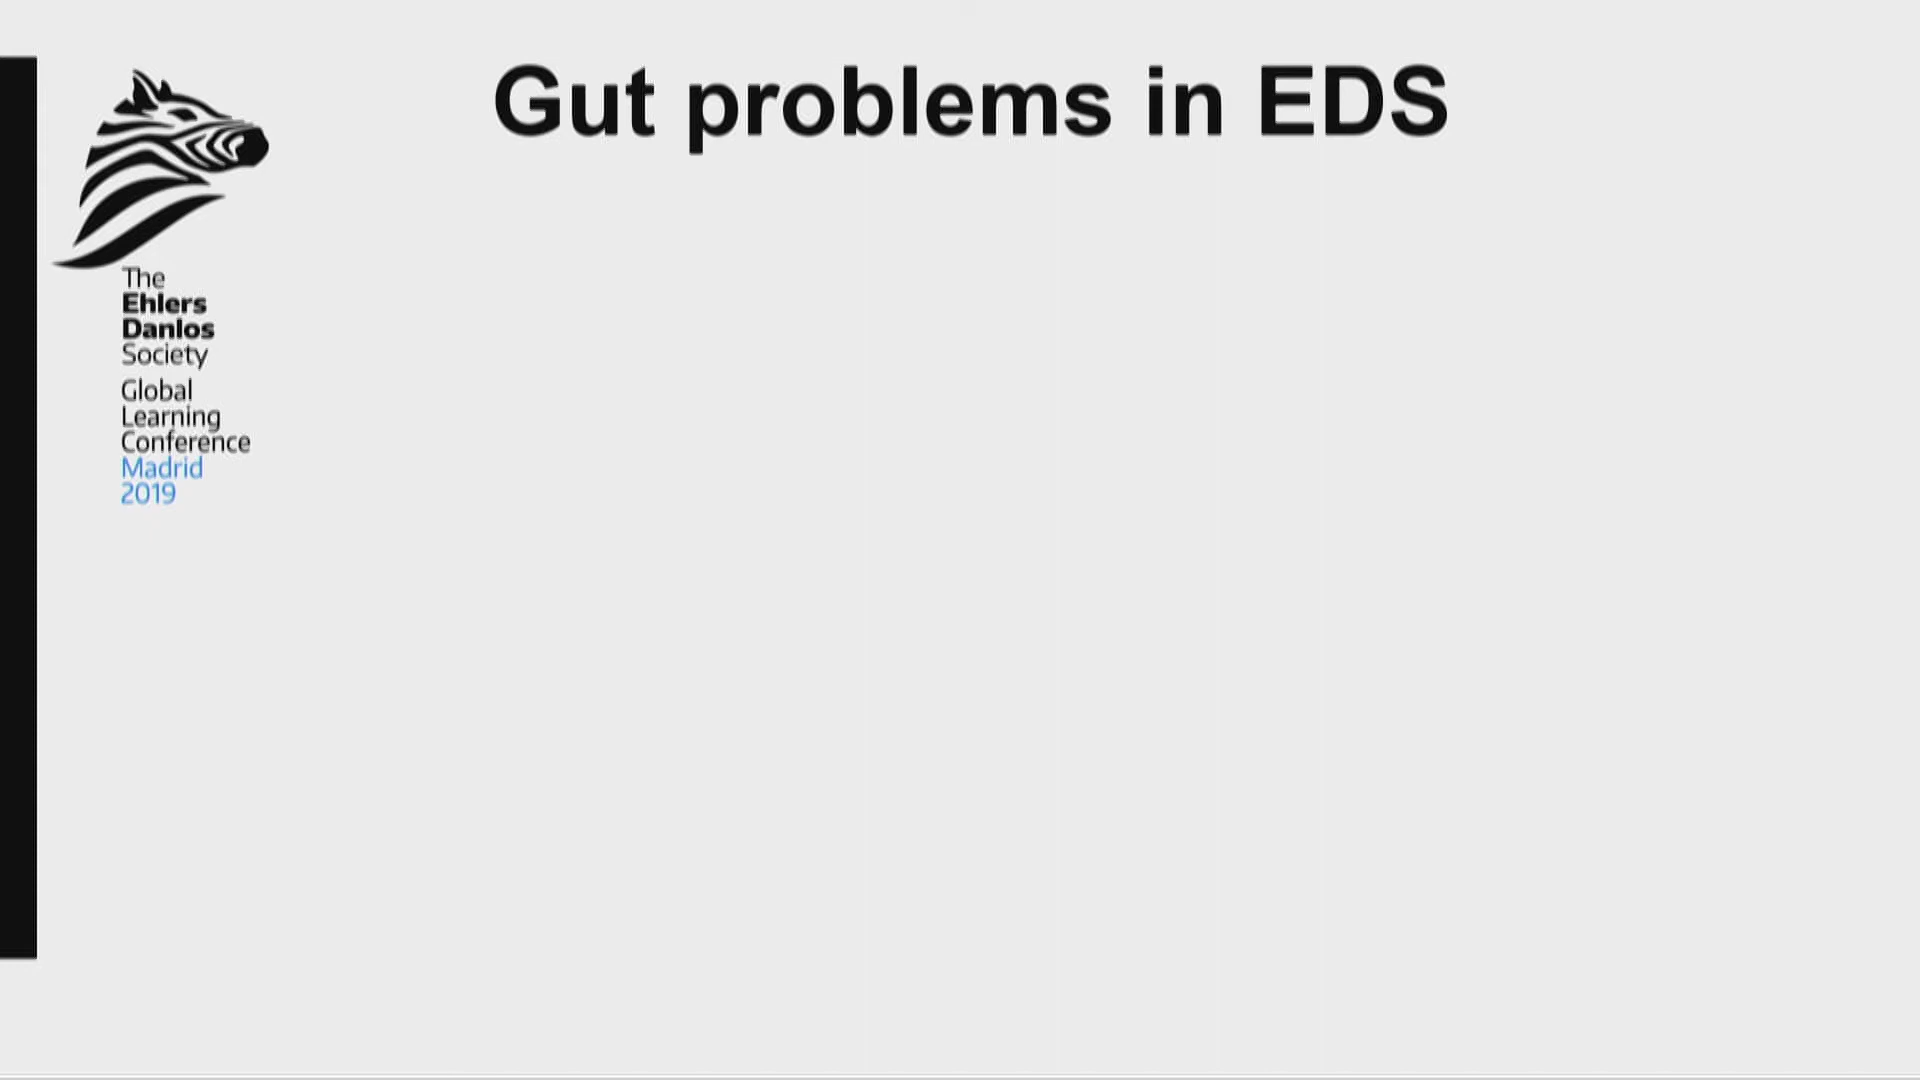 Gut problems in EDS
The
Ehlers
Danlos
Society
Global
Learning
Conference
Madrid
2019